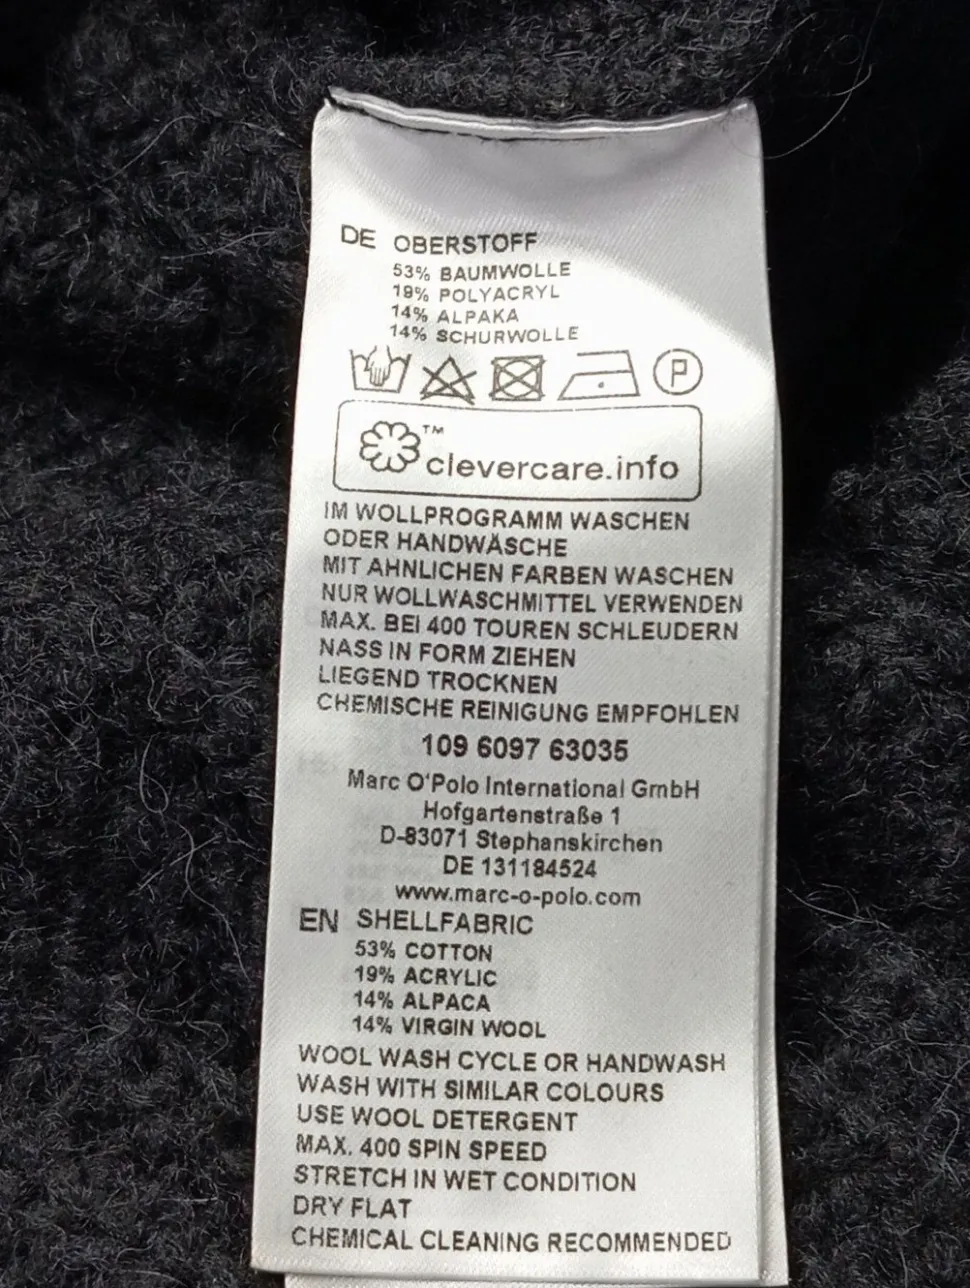 DE OBERSTOFF
53% BAUMWOLLE
19% POLYACRYL
14% ALPAKA
14% SCHURWOLLE
P
™
clevercare.info
IM WOLLPROGRAMM WASCHEN
ODER HANDWÄSCHE
MIT AHNLICHEN FARBEN WASCHEN
NUR WOLLWASCHMITTEL VERWENDEN
MAX. BEI 400 TOUREN SCHLEUDERN
NASS IN FORM ZIEHEN
LIEGEND TROCKNEN
CHEMISCHE REINIGUNG EMPFOHLEN
109 6097 63035
Marc O'Polo International GmbH
Hofgartenstraße 1
D-83071 Stephanskirchen
DE 131184524
www.marc-o-polo.com
EN SHELLFABRIC
53% COTTON
19% ACRYLIC
14% ALPACA
14% VIRGIN WOOL
WOOL WASH CYCLE OR HANDWASH
WASH WITH SIMILAR COLOURS
USE WOOL DETERGENT
MAX. 400 SPIN SPEED
STRETCH IN WET CONDITION
DRY FLAT
CHEMICAL CLEANING RECOMMENDED